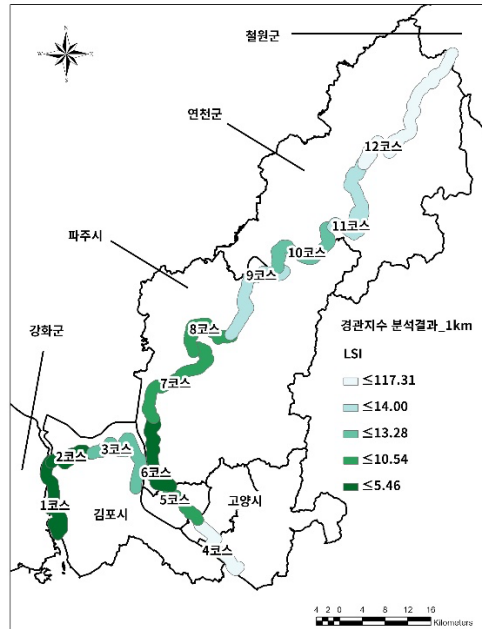 철원군
N
W
E
S
연천군
12코스
11코스
파주시
10코스
9코스
강화군
8코스
경관지수 분석결과_1km
LSI
≤117.31
7코스
≤14.00
≤13.28
3코스
2코스
≤10.54
6코스
≤5.46
1코스
5코스
고양시
김포시
4코스
4 2 0 4 8 12 16
Kilometers